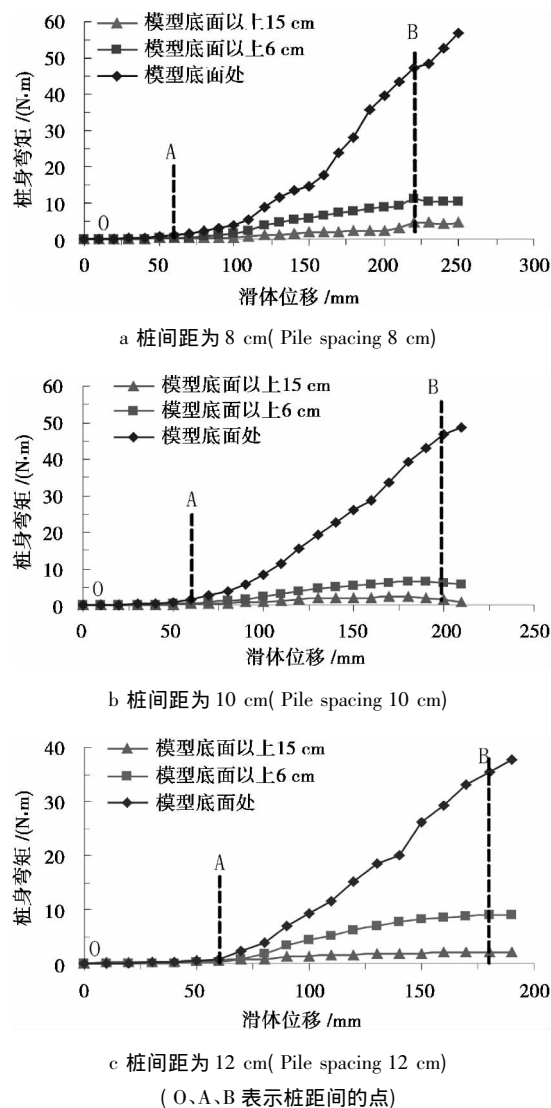 模型底面以上15 cm
模型底面以上6 cm
模型底面处
桩身弯矩 /(N·m)
60
50
40
30
20
10
0
O
A
B
0 50 100 150 200 250 300
滑体位移 /mm
a 桩间距为 8 cm( Pile spacing 8 cm)
模型底面以上15 cm
模型底面以上6 cm
模型底面处
桩身弯矩 /(N·m)
60
50
40
30
20
10
0
O
A
B
0 50 100 150 200 250
滑体位移 /mm
b 桩间距为 10 cm( Pile spacing 10 cm)
模型底面以上15 cm
模型底面以上6 cm
模型底面处
桩身弯矩 /(N·m)
40
30
20
10
0
O
A
B
0 50 100 150 200
滑体位移 /mm
c 桩间距为 12 cm( Pile spacing 12 cm)
( O、A、B 表示桩距间的点)